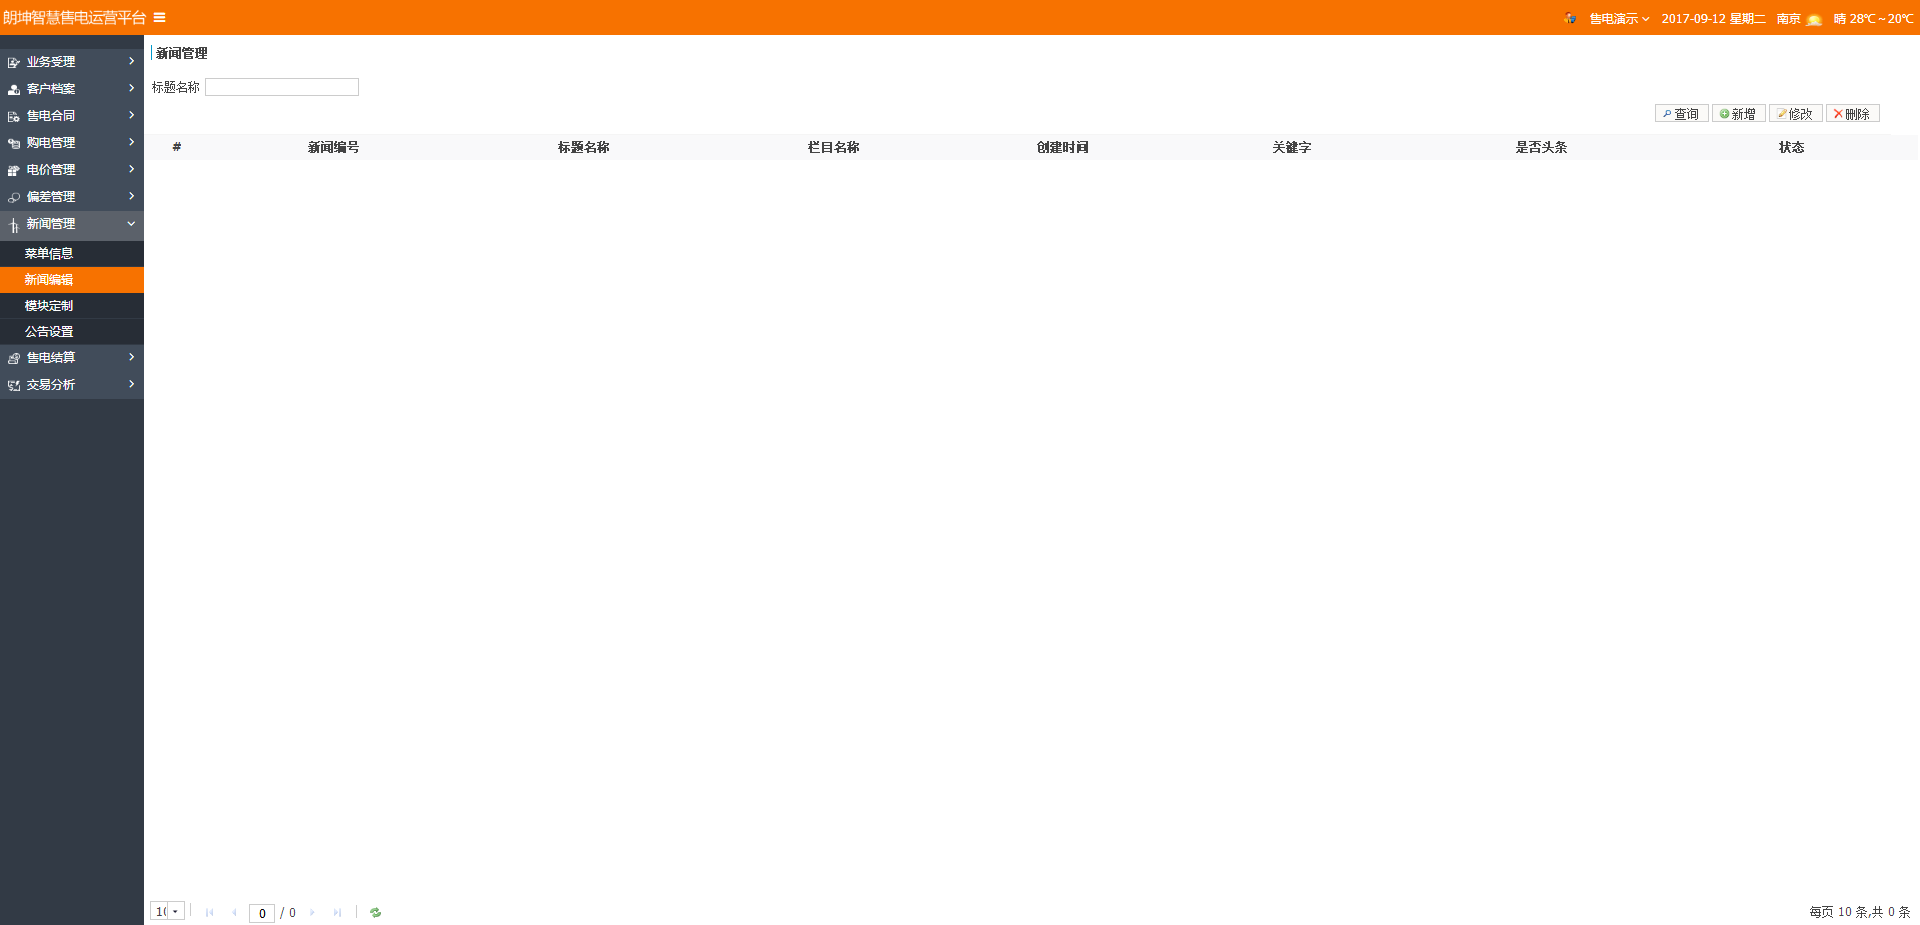 朗坤智慧售电运营平台
售电演示 2017-09-12 星期二 南京 晴 28℃~20℃
业务受理
客户档案
售电合同
购电管理
电价管理
偏差管理
新闻管理
菜单信息
新闻编辑
模块定制
公告设置
售电结算
交易分析
新闻管理
标题名称
查询 新增 修改 删除
# 新闻编号 标题名称 栏目名称 创建时间 关键字 是否头条 状态
10 0 / 0
每页 10 条,共 0 条